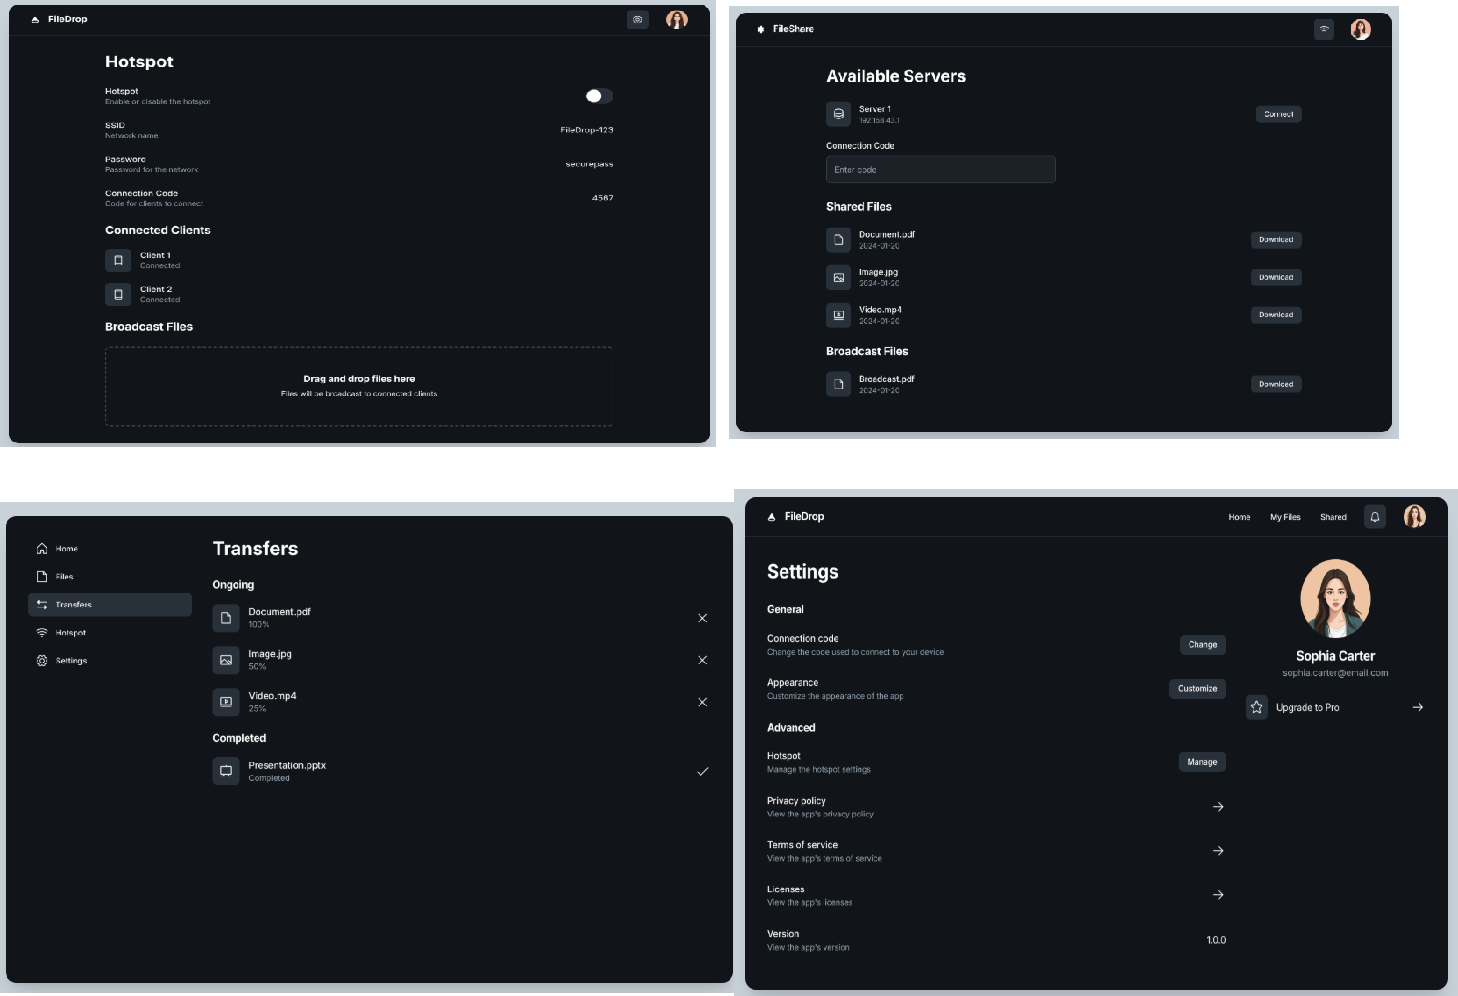 FileDrop
Hotspot
Hotspot
Enable or disable the hotspot
SSID
Network name
FileDrop-123
Password
Password for the network
securepass
Connection Code
Code for clients to connect
4567
Connected Clients
Client 1
Connected
Client 2
Connected
Broadcast Files
Drag and drop files here
Files will be broadcast to connected clients
FileShare
Available Servers
Server 1
192.168.43.1
Connect
Connection Code
Enter code
Shared Files
Document.pdf
2024-01-20
Download
Image.jpg
2024-01-20
Download
Video.mp4
2024-01-20
Download
Broadcast Files
Broadcast.pdf
2024-01-20
Download
Home
Files
Transfers
Hotspot
Settings
Transfers
Ongoing
Document.pdf
100%
Image.jpg
50%
Video.mp4
25%
Completed
Presentation.pptx
Completed
FileDrop
Home
My Files
Shared
Settings
General
Connection code
Change the code used to connect to your device
Change
Appearance
Customize the appearance of the app
Customize
Advanced
Hotspot
Manage the hotspot settings
Manage
Privacy policy
View the app's privacy policy
Terms of service
View the app's terms of service
Licenses
View the app's licenses
Version
View the app's version
1.0.0
Sophia Carter
sophia.carter@email.com
Upgrade to Pro